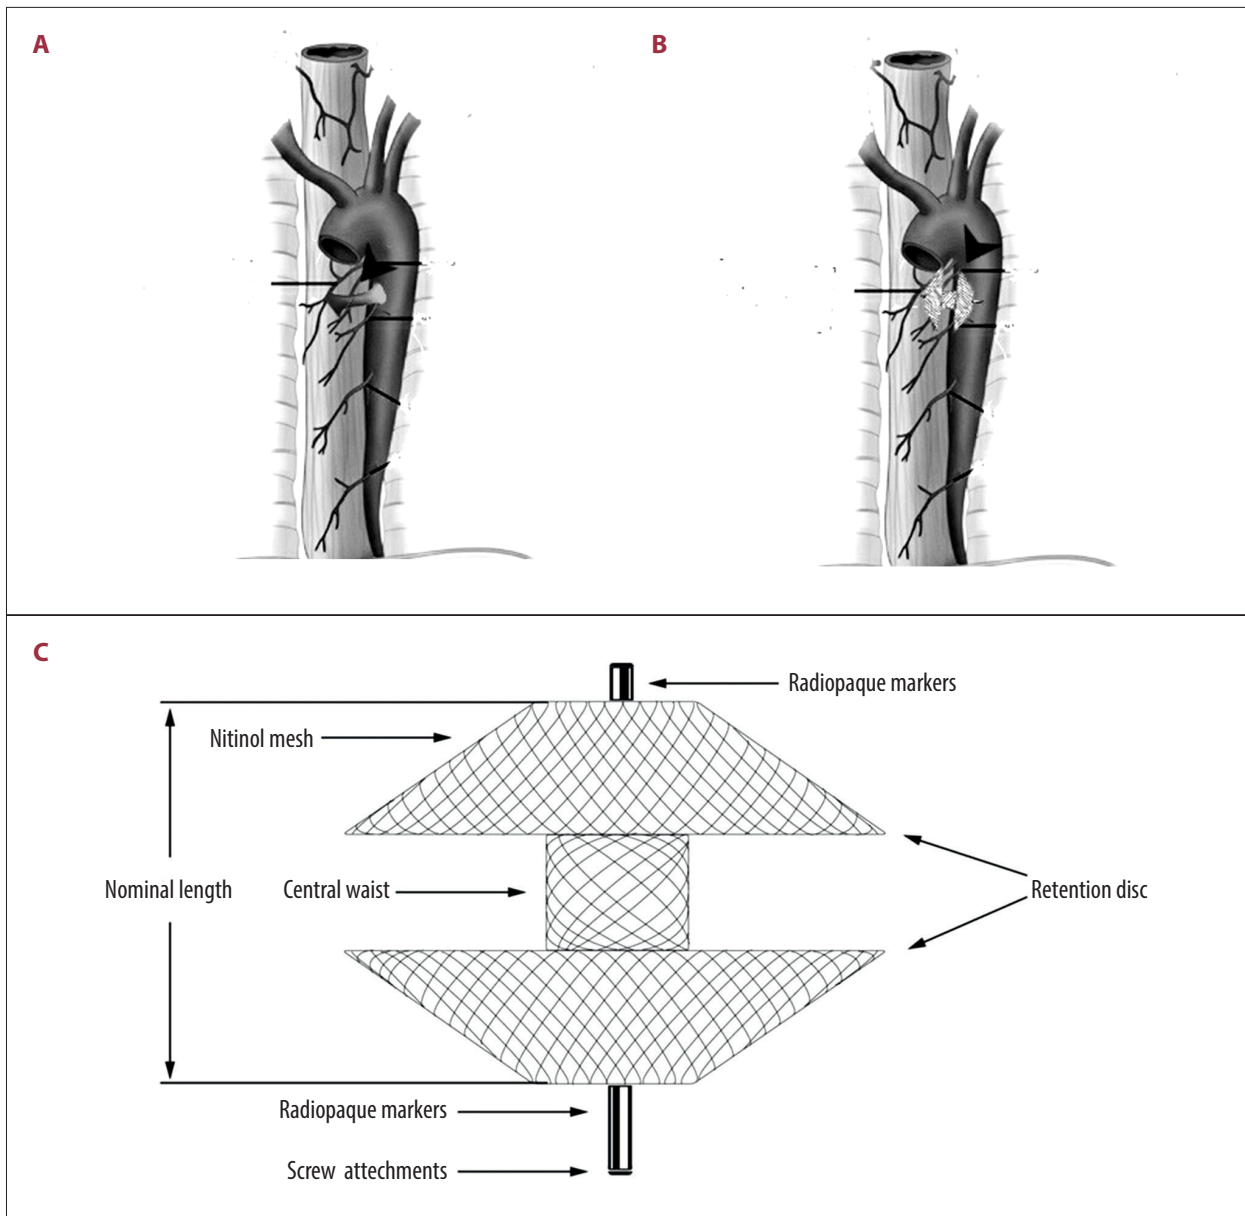 A
B
C
Radiopaque markers
Nitinol mesh
Nominal length
Central waist
Retention disc
Radiopaque markers
Screw attechments